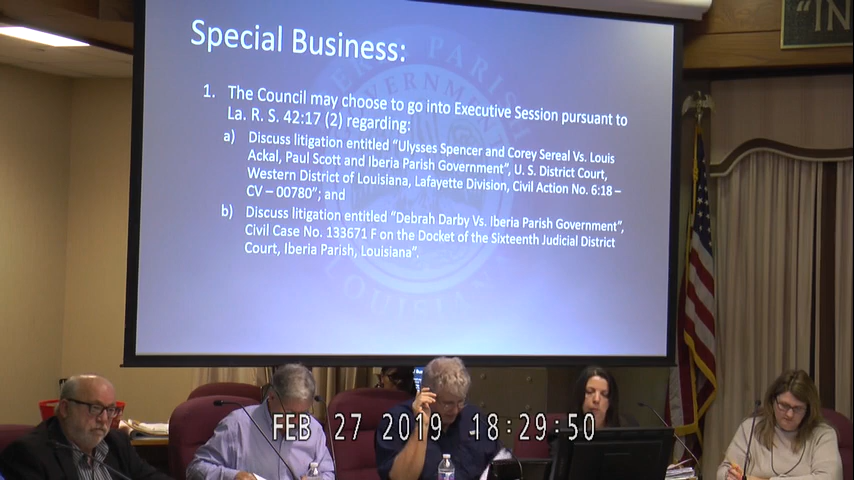 "IN
Special Business:
1. The Council may choose to go into Executive Session pursuant to
La. R. S. 42:17 (2) regarding:
a) Discuss litigation entitled "Ulysses Spencer and Corey Sereal Vs. Louis
Ackal, Paul Scott and Iberia Parish Government", U. S. District Court,
Western District of Louisiana, Lafayette Division, Civil Action No. 6:18 –
CV – 00780"; and
b) Discuss litigation entitled "Debrah Darby Vs. Iberia Parish Government",
Civil Case No. 133671 F on the Docket of the Sixteenth Judicial District
Court, Iberia Parish, Louisiana".
FEB 27 2019 18:29:50